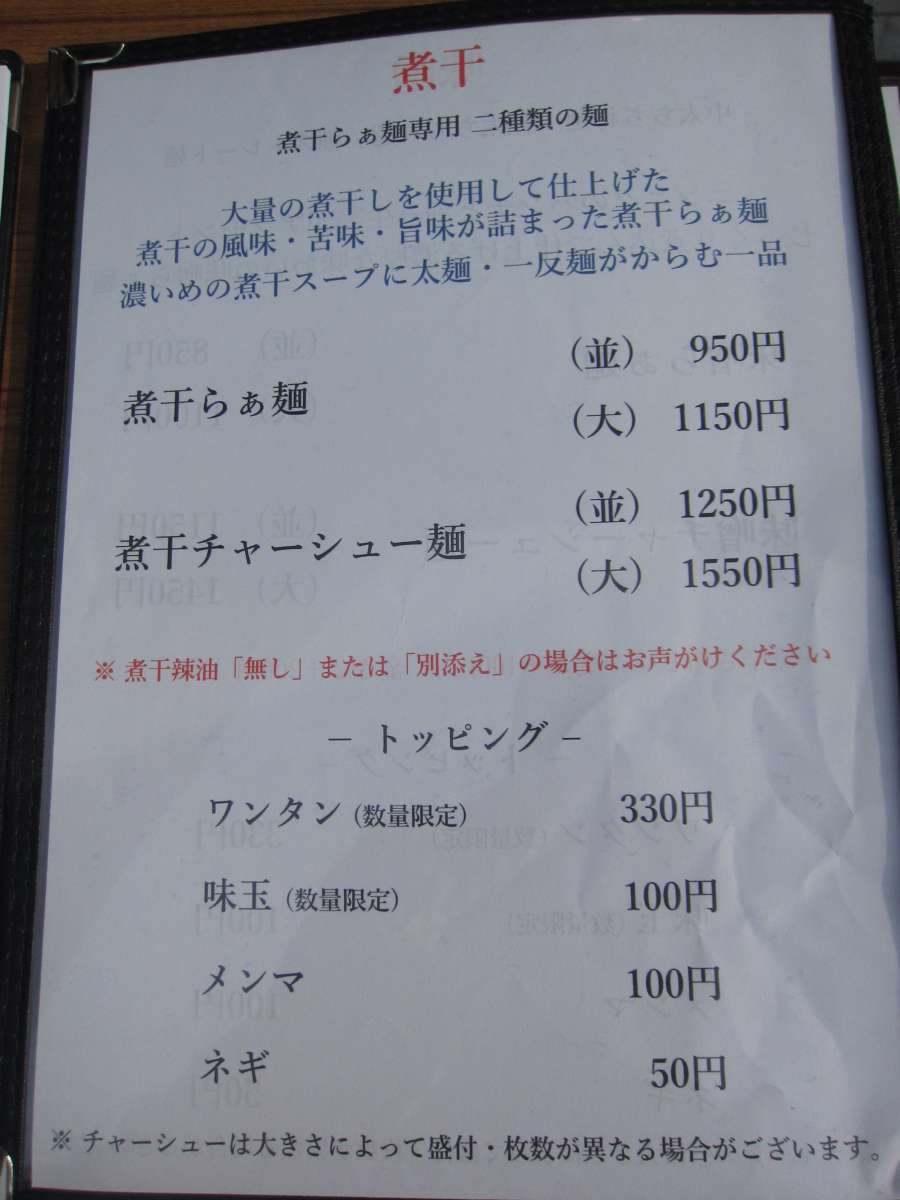 煮干
煮干らぁ麺専用 二種類の麺
大量の煮干しを使用して仕上げた
煮干の風味・苦味・旨味が詰まった煮干らぁ麺
濃いめの煮干スープに太麺・一反麺がからむ一品
煮干らぁ麺 （並） 950円
（大） 1150円
煮干チャーシュー麺 （並） 1250円
（大） 1550円
※ 煮干辣油「無し」または「別添え」の場合はお声がけください
– トッピング –
ワンタン（数量限定） 330円
味玉（数量限定） 100円
メンマ 100円
ネギ 50円
※ チャーシューは大きさによって盛付・枚数が異なる場合がございます。